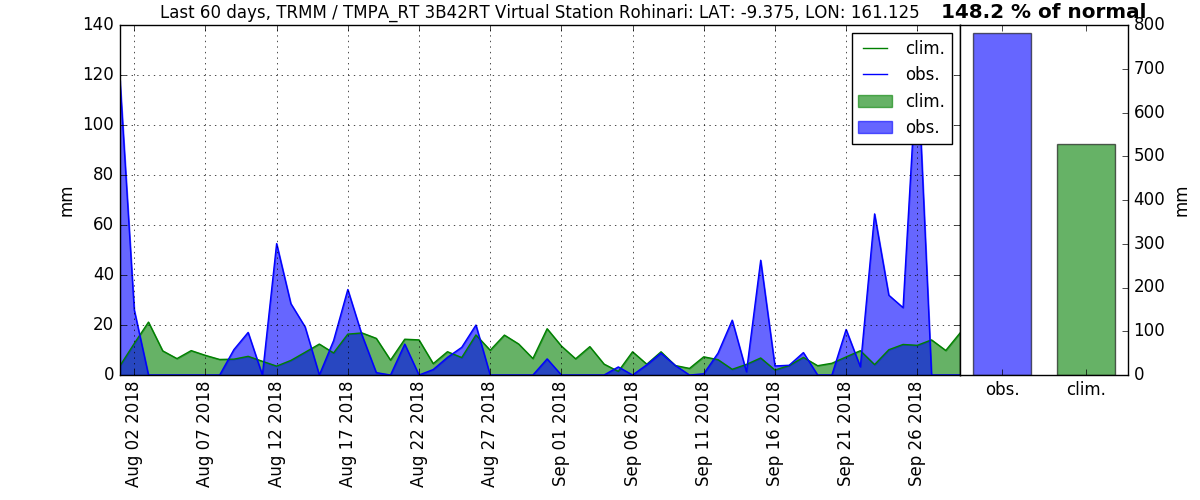 Last 60 days, TRMM / TMPA_RT 3B42RT Virtual Station Rohinari: LAT: -9.375, LON: 161.125
148.2 % of normal
140
120
100
80
60
40
20
0
mm
clim.
obs.
clim.
obs.
Aug 02 2018
Aug 07 2018
Aug 12 2018
Aug 17 2018
Aug 22 2018
Aug 27 2018
Sep 01 2018
Sep 06 2018
Sep 11 2018
Sep 16 2018
Sep 21 2018
Sep 26 2018
800
700
600
500
400
300
200
100
0
mm
obs.
clim.